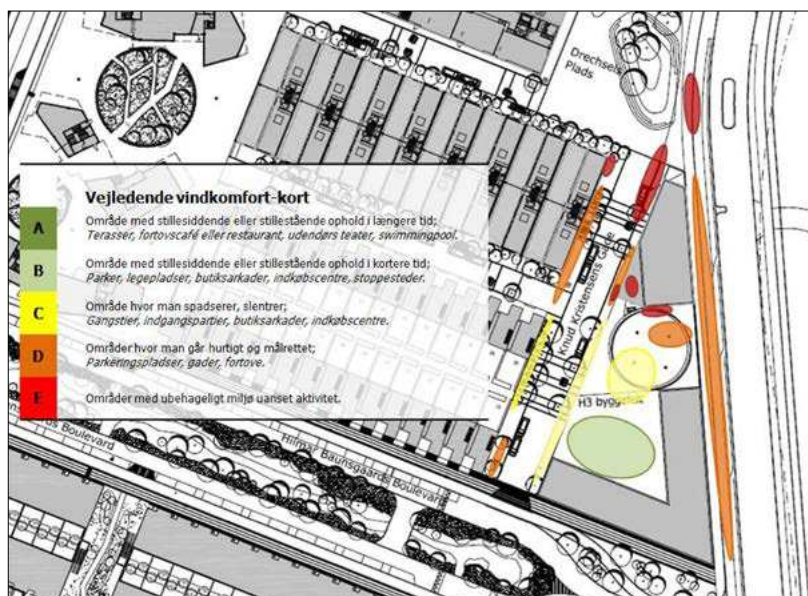 Drechsels
Plads
Vejledende vindkomfort-kort
A
Område med stillesiddende eller stillestående ophold i længere tid;
Terasser, fortovscafé eller restaurant, udendørs teater, swimmingpool.
B
Område med stillesiddende eller stillestående ophold i kortere tid;
Parker, legepladser, butiksarkader, indkøbscentre, stoppesteder.
C
Område hvor man spadserer, slentrer;
Gangstier, indgangspartier, butiksarkader, indkøbscentre.
D
Områder hvor man går hurtigt og målrettet;
Parkeringspladser, gader, fortove.
E
Områder med ubehageligt miljø uanset aktivitet.
Knud Kristensens
H3
Boulevard
Hilmar Baunsgaards Boulevard